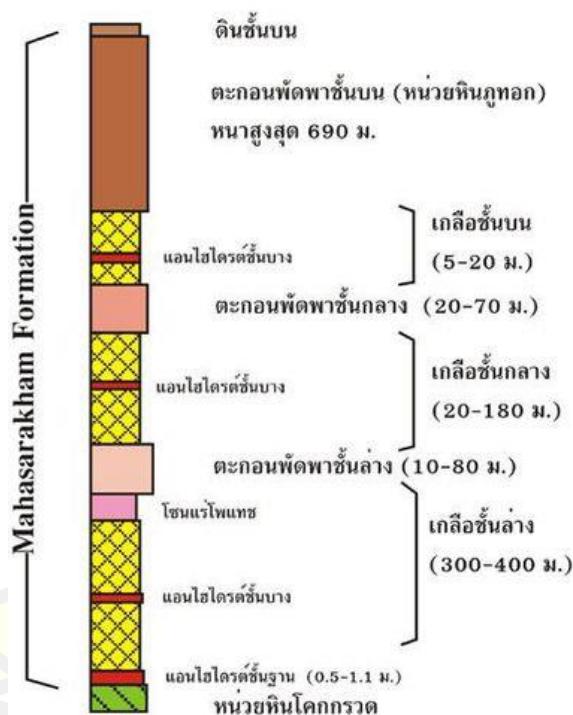 ดินชั้นบน
ตะกอนพัดพาชั้นบน (หน่วยหินภูทอก)
หนาสูงสุด 690 ม.
Mahasarakham Formation
เกลือชั้นบน
(5-20 ม.)
แอนไฮไดรต์ชั้นบาง
ตะกอนพัดพาชั้นกลาง (20-70 ม.)
เกลือชั้นกลาง
(20-180 ม.)
แอนไฮไดรต์ชั้นบาง
ตะกอนพัดพาชั้นล่าง (10-80 ม.)
โซนแร่โพแทช
เกลือชั้นล่าง
(300-400 ม.)
แอนไฮไดรต์ชั้นบาง
แอนไฮไดรต์ชั้นฐาน (0.5-1.1 ม.)
หน่วยหินโคกกรวด